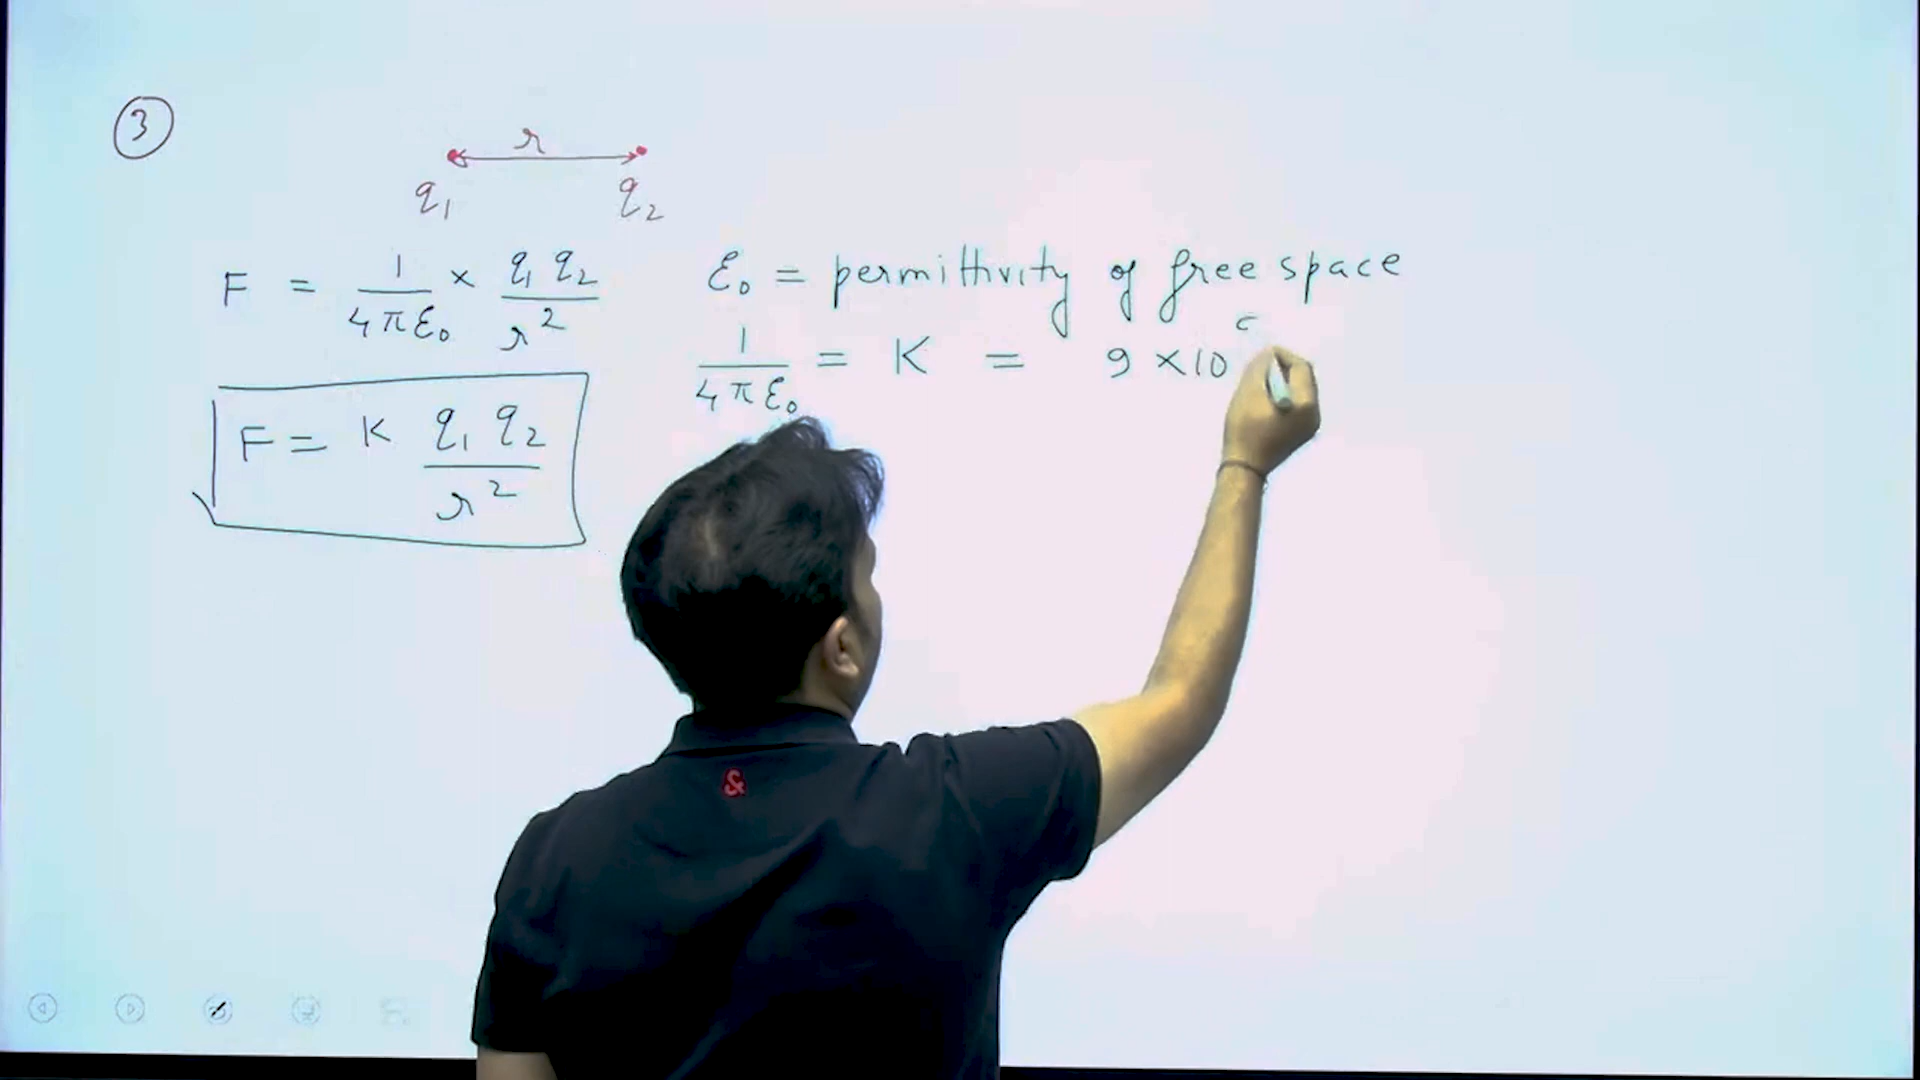 3
r
q₁ q₂
F = 1/4πε₀ × q₁ q₂/r²
ε₀ = permittivity of free space
1/4πε₀ = K = 9 × 10
F = K q₁ q₂/r²
&